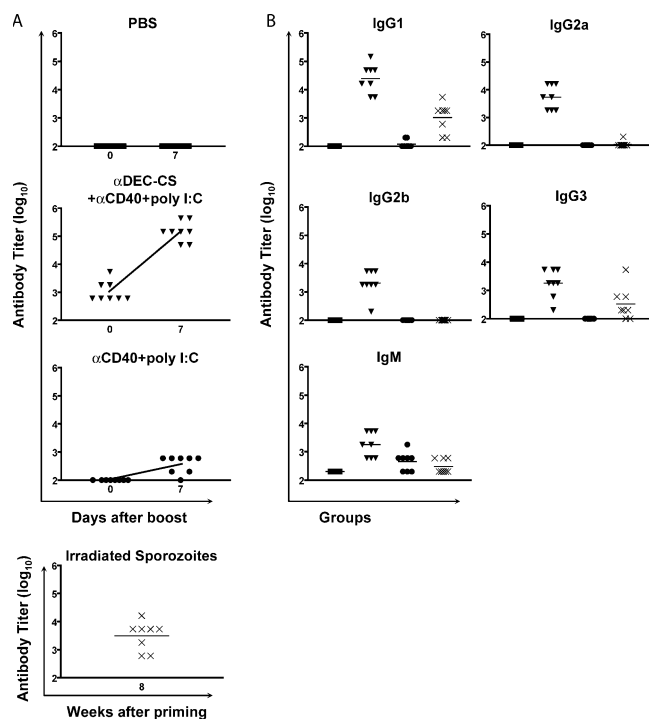 A
PBS
6
5
4
3
2
0 7
αDEC-CS
+αCD40+poly I:C
6
5
4
3
2
0 7
αCD40+poly I:C
6
5
4
3
2
0 7
Antibody Titer (log10)
Days after boost
Irradiated Sporozoites
6
5
4
3
2
8
Antibody Titer (log10)
Weeks after priming
B
IgG1
6
5
4
3
2
IgG2a
6
5
4
3
2
IgG2b
6
5
4
3
2
IgG3
6
5
4
3
2
IgM
6
5
4
3
2
Antibody Titer (log10)
Groups